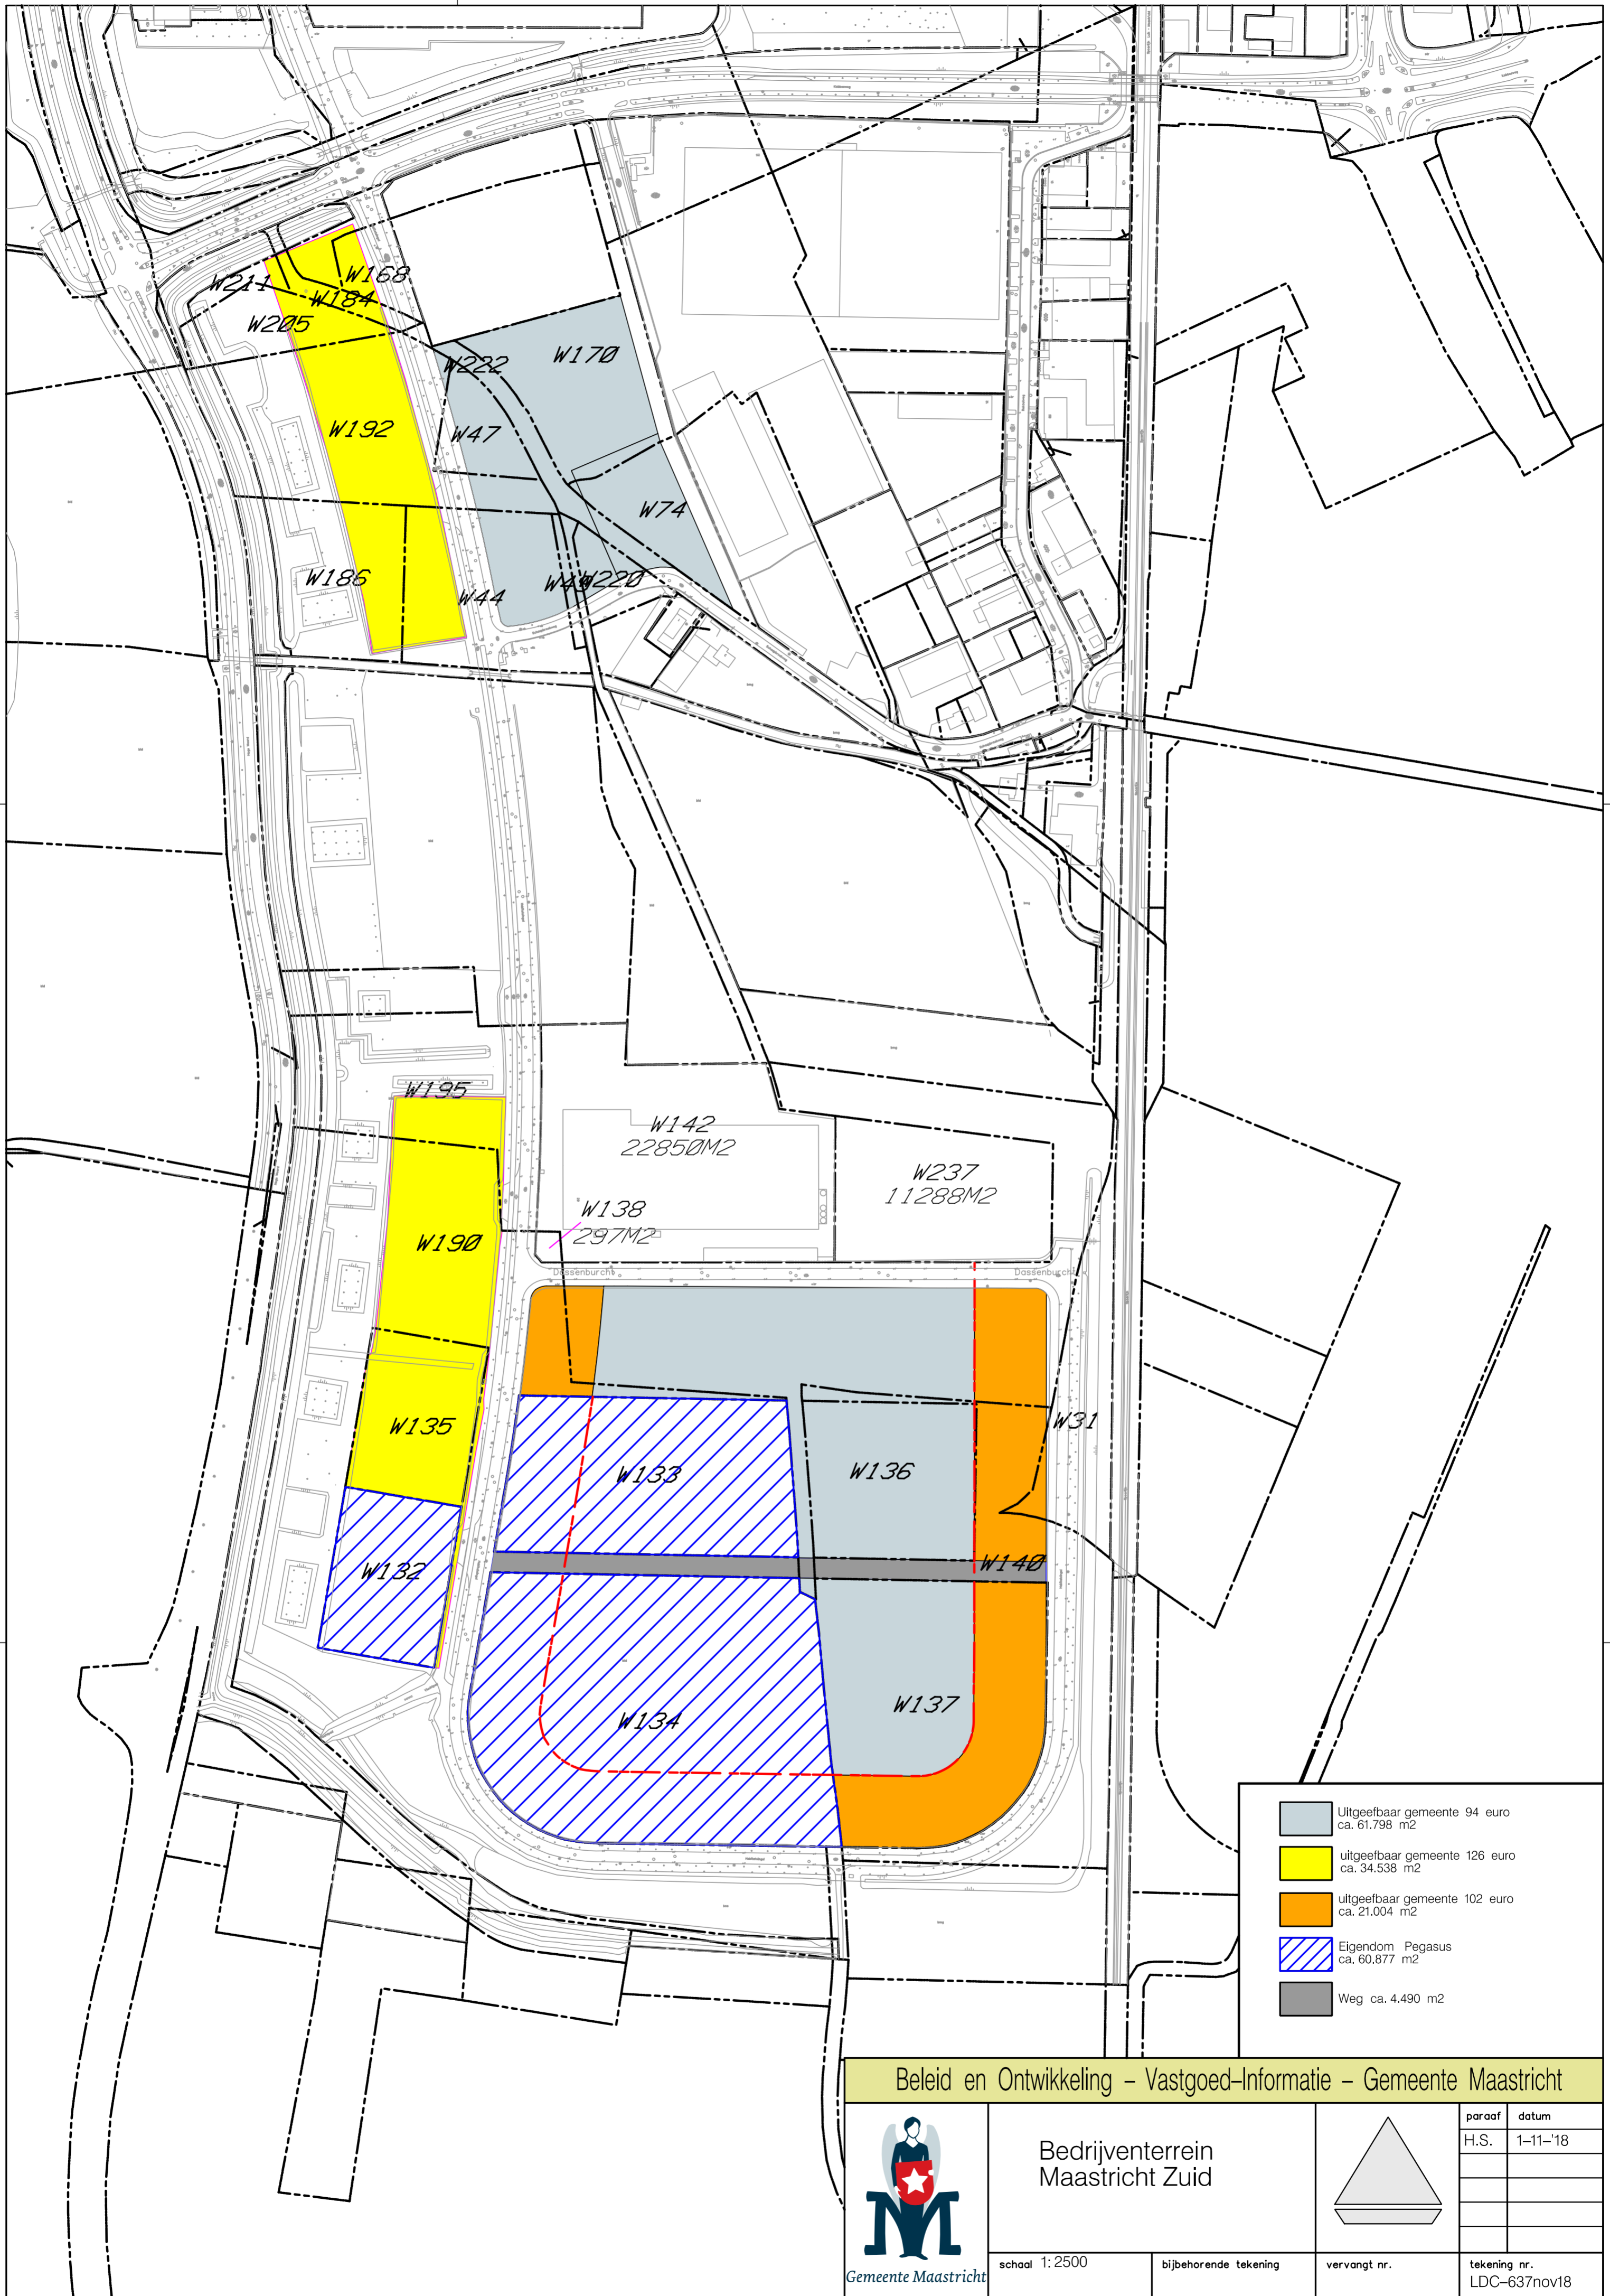 W211
W168
W184
W205
W222
W170
W192
W47
W74
W186
W44
W220
W195
W142
22850M2
W237
11288M2
W138
297M2
W190
Dassenburcht
Dassenburcht
W135
W31
W133
W136
W132
W140
W134
W137
Uitgeefbaar gemeente 94 euro
ca. 61.798 m2
uitgeefbaar gemeente 126 euro
ca. 34.538 m2
uitgeefbaar gemeente 102 euro
ca. 21.004 m2
Eigendom Pegasus
ca. 60.877 m2
Weg ca. 4.490 m2
Beleid en Ontwikkeling – Vastgoed–Informatie – Gemeente Maastricht
Gemeente Maastricht
Bedrijventerrein
Maastricht Zuid
paraaf datum
H.S. 1–11–'18
schaal 1: 2500
bijbehorende tekening
vervangt nr.
tekening nr.
LDC–637nov18